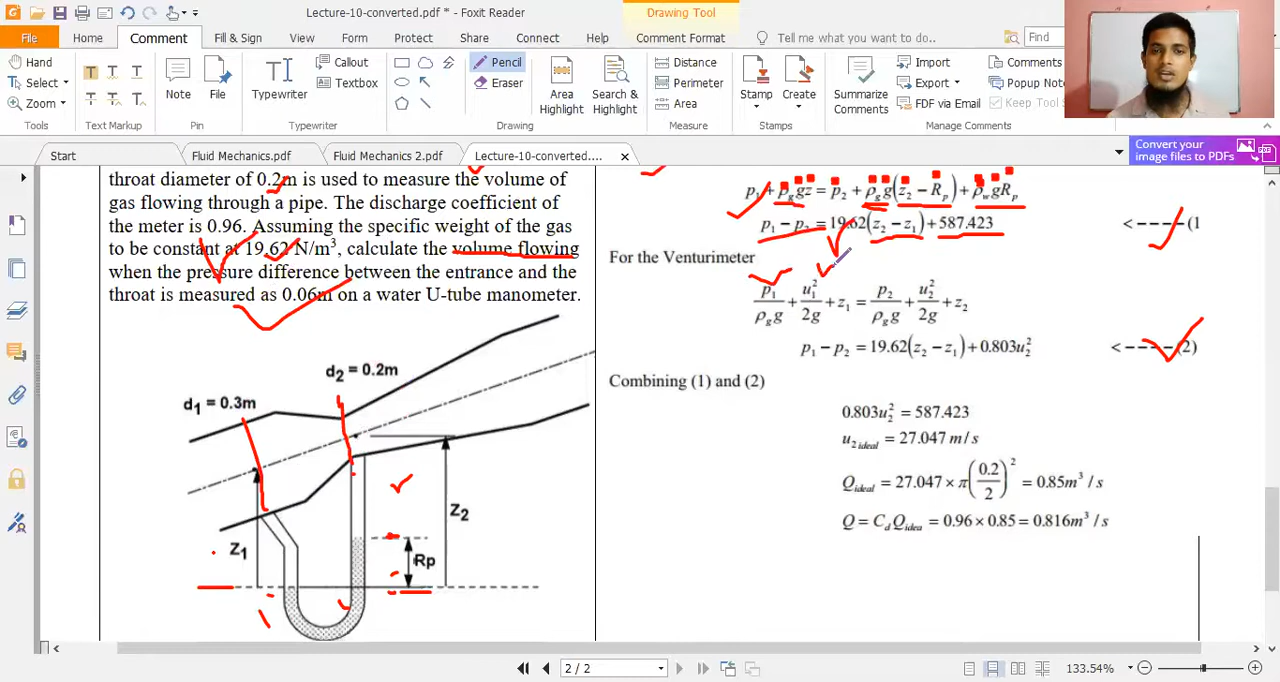 Lecture-10-converted.pdf * - Foxit Reader
Drawing Tool
File
Home
Comment
Fill & Sign
View
Form
Protect
Share
Connect
Help
Comment Format
Tell me what you want to do..
Find
Hand
Select
Zoom
Tools
T T T
T T T
Text Markup
Note
File
Pin
Typewriter
Callout
Textbox
Typewriter
Pencil
Eraser
Drawing
Area
Highlight
Search &
Highlight
Distance
Perimeter
Area
Measure
Stamp
Create
Stamps
Summarize
Comments
Import
Export
FDF via Email
Comments
Popup Note
Keep Tool S
Manage Comments
Start
Fluid Mechanics.pdf
Fluid Mechanics 2.pdf
Lecture-10-converted....
Convert your
image files to PDFs
throat diameter of 0.2m is used to measure the volume of
gas flowing through a pipe. The discharge coefficient of
the meter is 0.96. Assuming the specific weight of the gas
to be constant at 19.62 N/m³, calculate the volume flowing
when the pressure difference between the entrance and the
throat is measured as 0.06m on a water U-tube manometer.
d₁ = 0.3m
d₂ = 0.2m
Z₁
Z₂
Rp
p₁ + ρ_g gz = p₂ + ρ_g g(z₂ − R_p) + ρ_w gR_p
p₁ − p₂ = 19.62(z₂ − z₁) + 587.423 <----(1
For the Venturimeter
p₁/ρ_g g + u₁²/2g + z₁ = p₂/ρ_g g + u₂²/2g + z₂
p₁ − p₂ = 19.62(z₂ − z₁) + 0.803u₂² <----(2)
Combining (1) and (2)
0.803u₂² = 587.423
u₂ ideal = 27.047 m/s
Q_ideal = 27.047 × π(0.2/2)² = 0.85m³/s
Q = C_d Q_idea = 0.96 × 0.85 = 0.816m³/s
2 / 2
133.54%